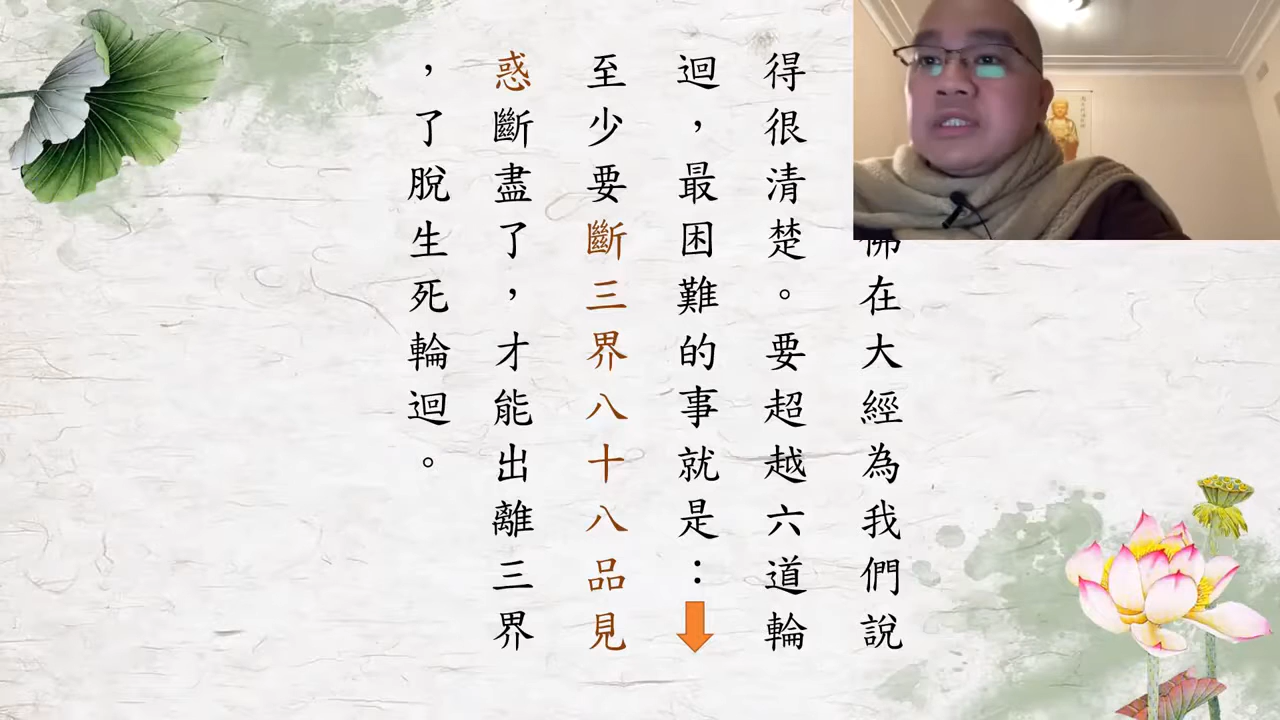 佛在大經為我們說
得很清楚。要超越六道輪
迴，最困難的事就是：
至少要斷三界八十八品見
惑斷盡了，才能出離三界
，了脫生死輪迴。